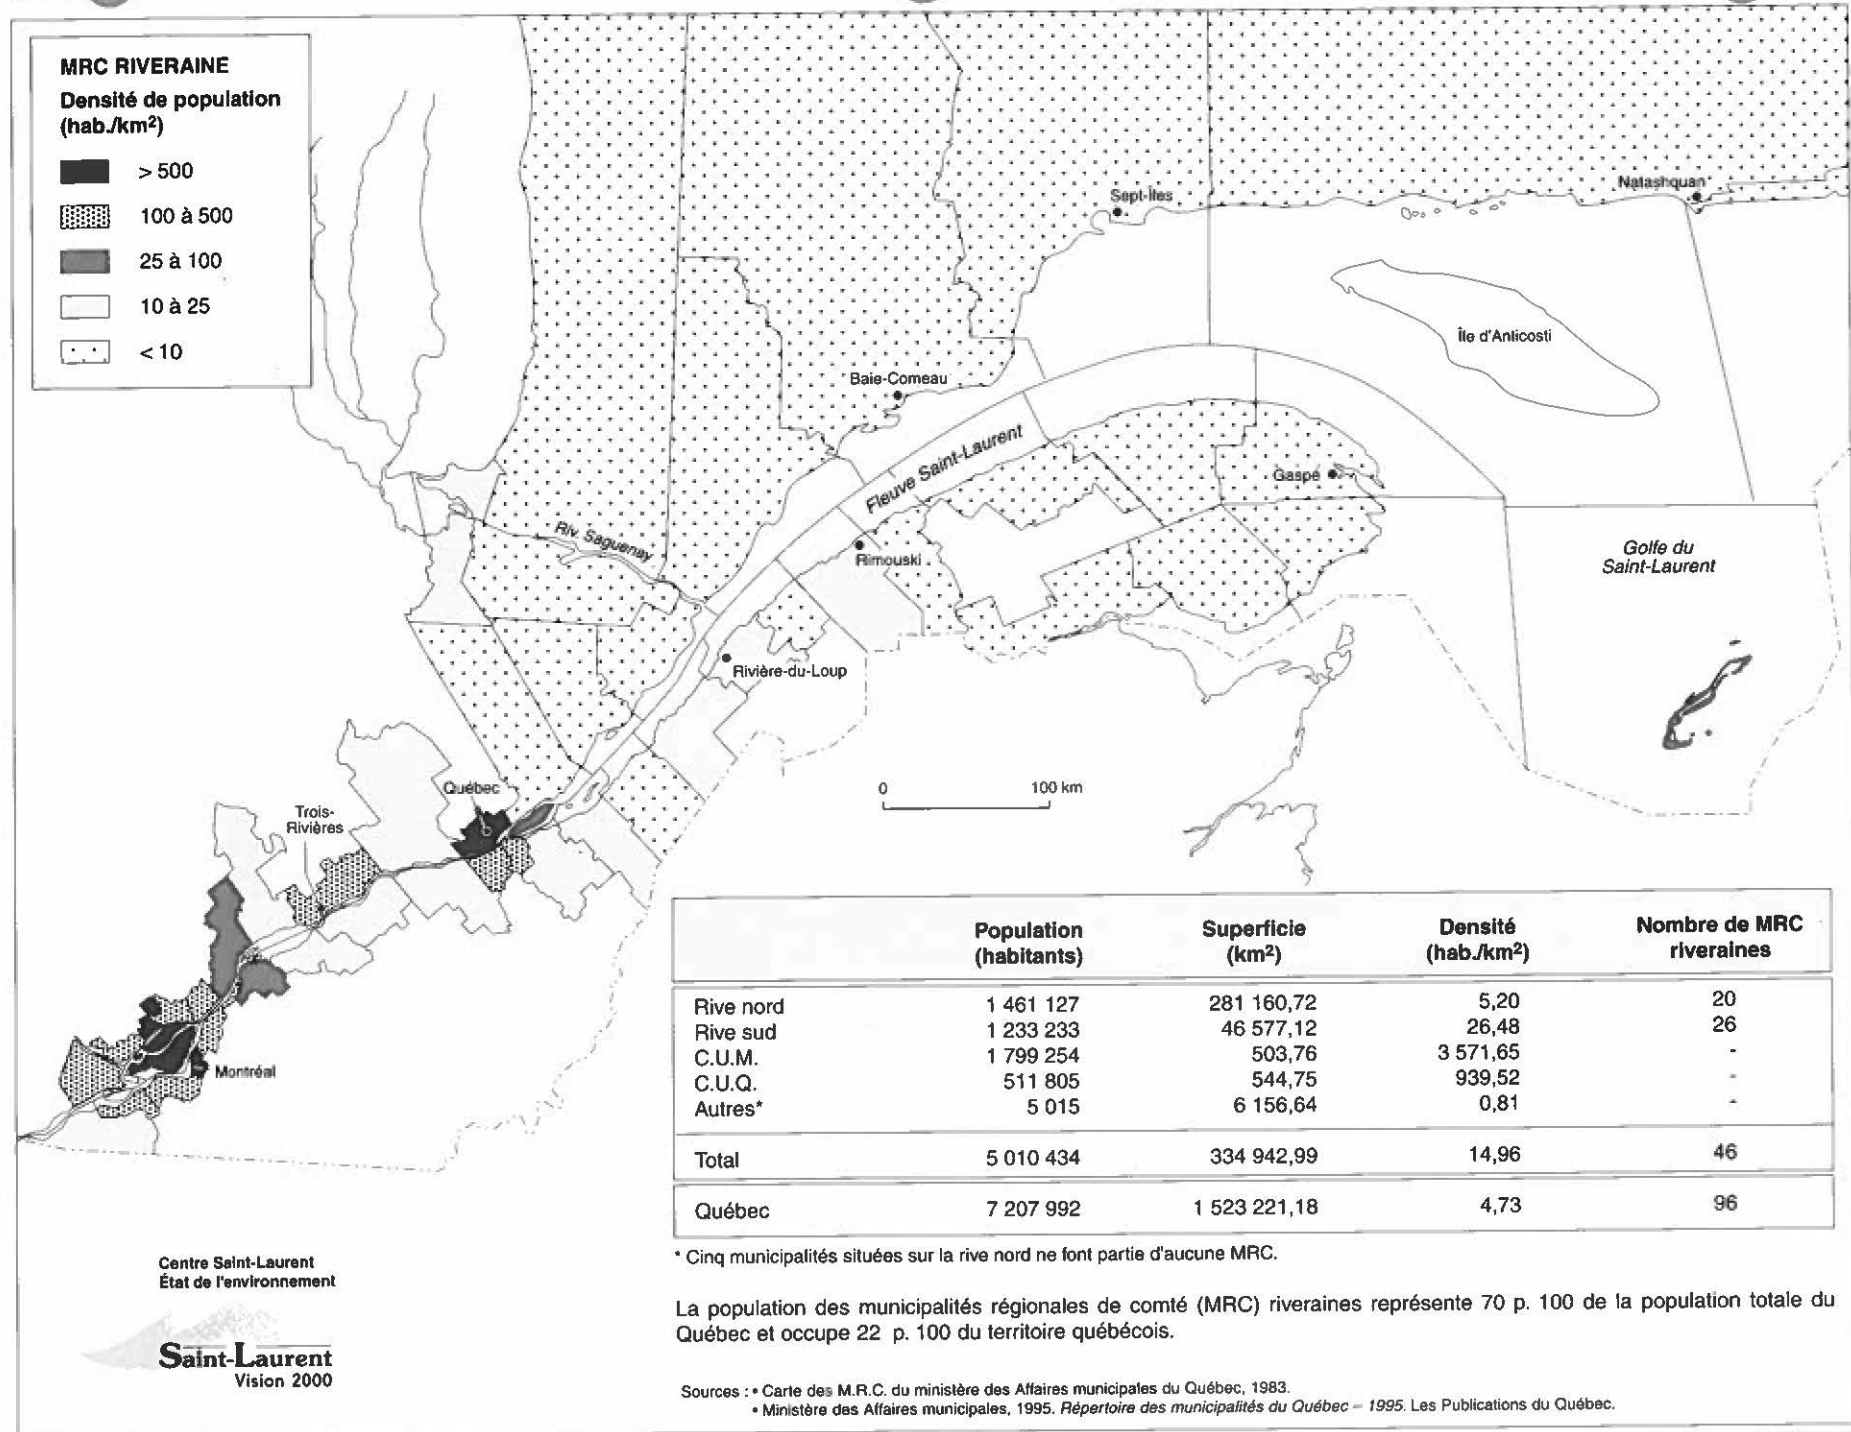 MRC RIVERAINE
Densité de population
(hab./km²)
> 500
100 à 500
25 à 100
10 à 25
< 10
Sept-Îles
Natashquan
Île d'Anticosti
Baie-Comeau
Fleuve Saint-Laurent
Gaspé
Riv. Saguenay
Rimouski
Golfe du
Saint-Laurent
Rivière-du-Loup
Québec
Trois-
Rivières
Montréal
0 100 km
Population
(habitants)
Superficie
(km²)
Densité
(hab./km²)
Nombre de MRC
riveraines
Rive nord 1 461 127 281 160,72 5,20 20
Rive sud 1 233 233 46 577,12 26,48 26
C.U.M. 1 799 254 503,76 3 571,65 -
C.U.Q. 511 805 544,75 939,52 -
Autres* 5 015 6 156,64 0,81 -
Total 5 010 434 334 942,99 14,96 46
Québec 7 207 992 1 523 221,18 4,73 96
* Cinq municipalités situées sur la rive nord ne font partie d'aucune MRC.
La population des municipalités régionales de comté (MRC) riveraines représente 70 p. 100 de la population totale du
Québec et occupe 22 p. 100 du territoire québécois.
Sources : • Carte des M.R.C. du ministère des Affaires municipales du Québec, 1983.
• Ministère des Affaires municipales, 1995. Répertoire des municipalités du Québec – 1995. Les Publications du Québec.
Centre Saint-Laurent
État de l'environnement
Saint-Laurent
Vision 2000